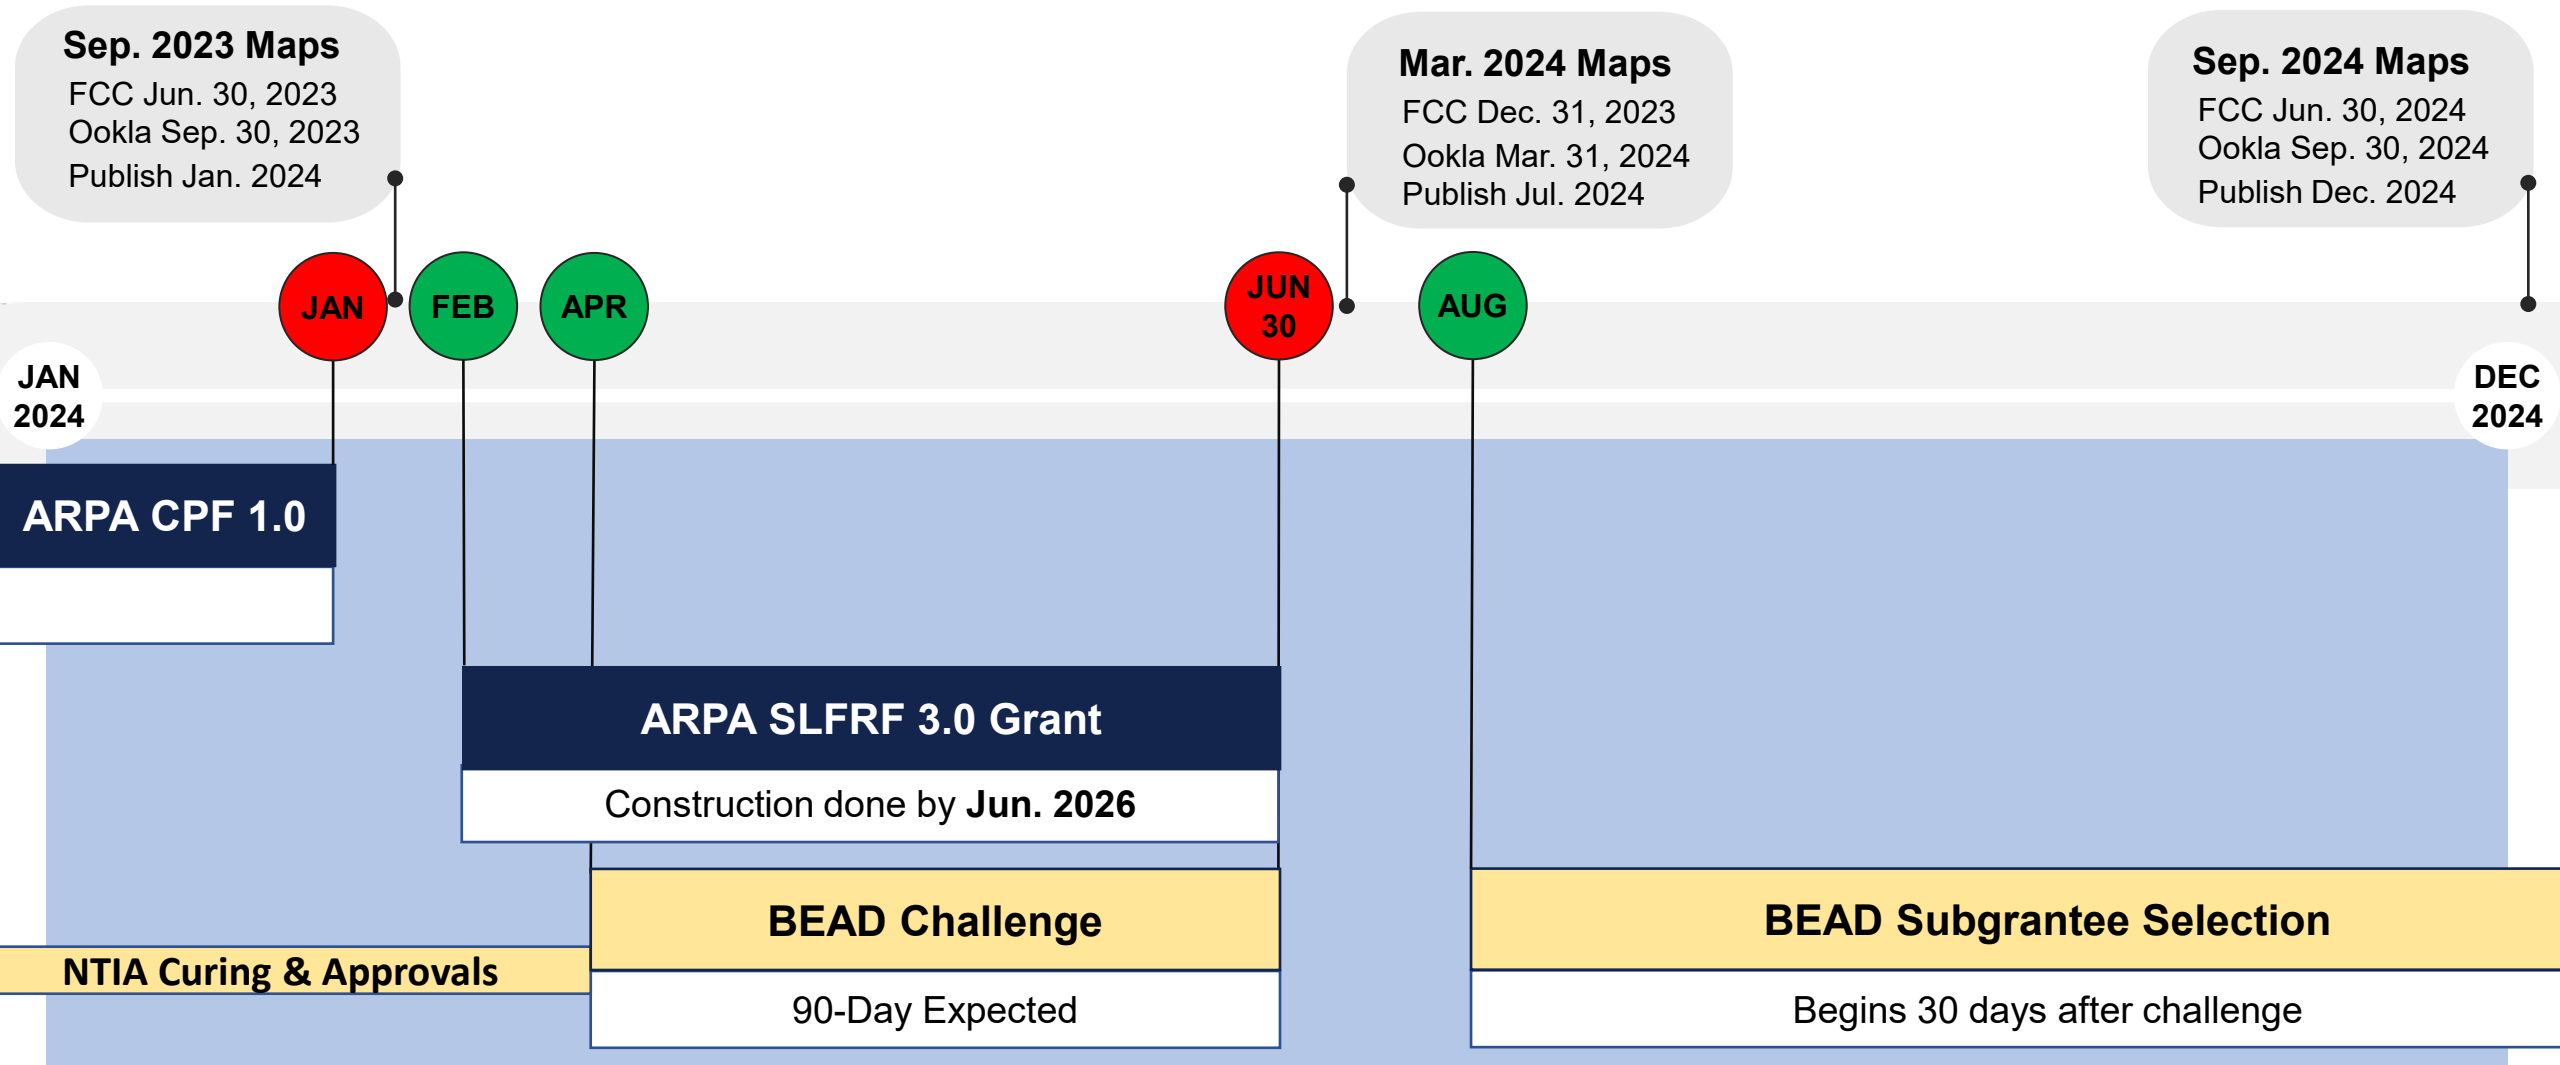 Sep. 2023 Maps
FCC Jun. 30, 2023
Ookla Sep. 30, 2023
Publish Jan. 2024
Mar. 2024 Maps
FCC Dec. 31, 2023
Ookla Mar. 31, 2024
Publish Jul. 2024
Sep. 2024 Maps
FCC Jun. 30, 2024
Ookla Sep. 30, 2024
Publish Dec. 2024
JAN
FEB
APR
JUN
30
AUG
JAN
2024
DEC
2024
ARPA CPF 1.0
ARPA SLFRF 3.0 Grant
Construction done by Jun. 2026
BEAD Challenge
90-Day Expected
BEAD Subgrantee Selection
Begins 30 days after challenge
NTIA Curing & Approvals